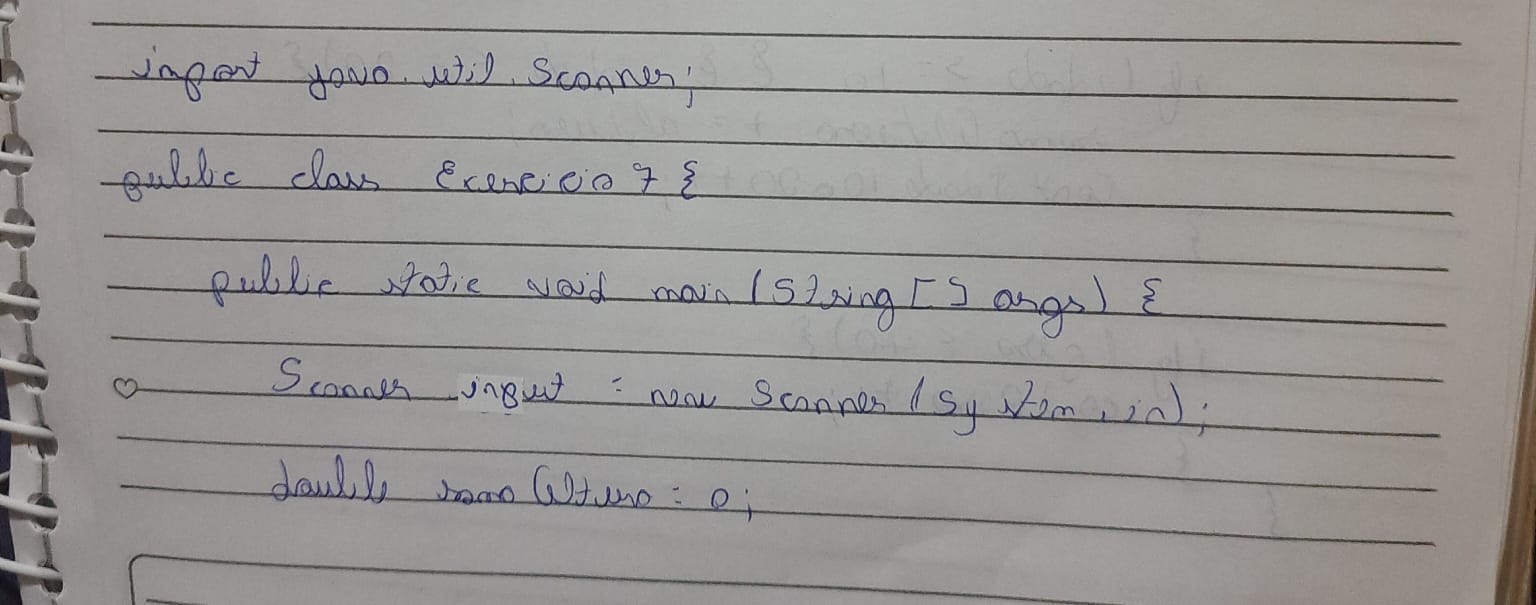 import java.util.Scanner;
public class Exercicio7 {
public static void main (String [] args) {
Scanner input = new Scanner (System.in);
double somaAltura = 0;